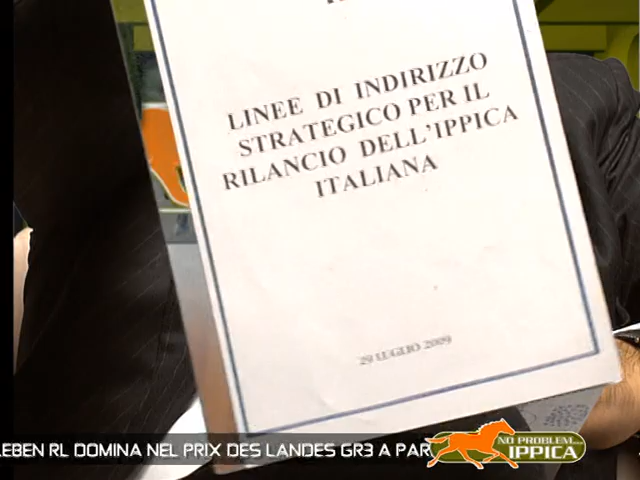 LINEE DI INDIRIZZO
STRATEGICO PER IL
RILANCIO DELL'IPPICA
ITALIANA
29 LUGLIO 2009
LEBEN RL DOMINA NEL PRIX DES LANDES GR3 A PAR
NO PROBLEM...
IPPICA